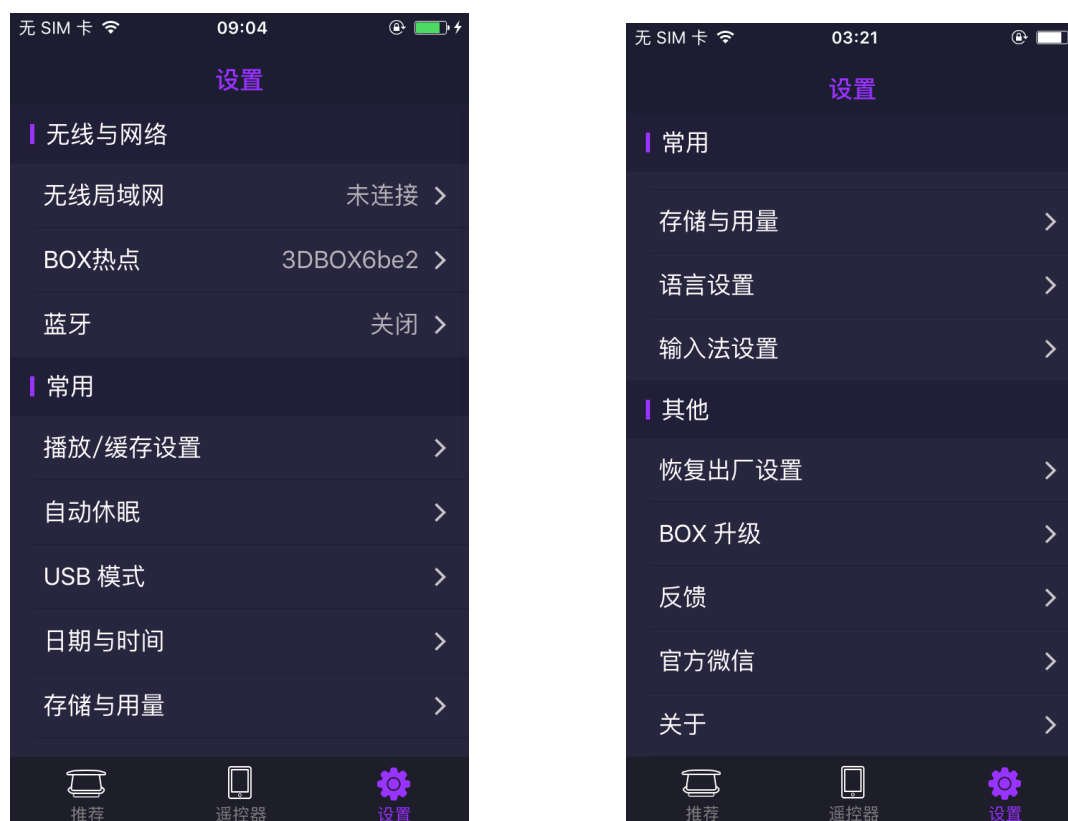 无 SIM 卡 09:04
设置
无线与网络
无线局域网 未连接
BOX热点 3DBOX6be2
蓝牙 关闭
常用
播放/缓存设置
自动休眠
USB 模式
日期与时间
存储与用量
推荐 遥控器 设置
无 SIM 卡 03:21
设置
常用
存储与用量
语言设置
输入法设置
其他
恢复出厂设置
BOX 升级
反馈
官方微信
关于
推荐 遥控器 设置